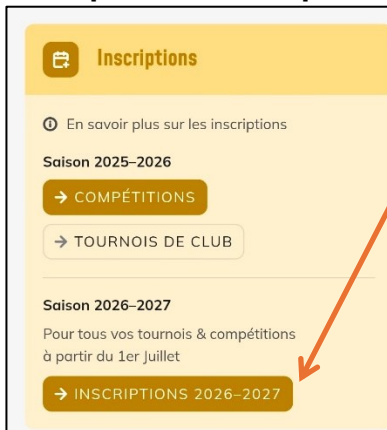 Inscriptions
En savoir plus sur les inscriptions
Saison 2025–2026
→ COMPÉTITIONS
→ TOURNOIS DE CLUB
Saison 2026–2027
Pour tous vos tournois & compétitions
à partir du 1er Juillet
→ INSCRIPTIONS 2026–2027